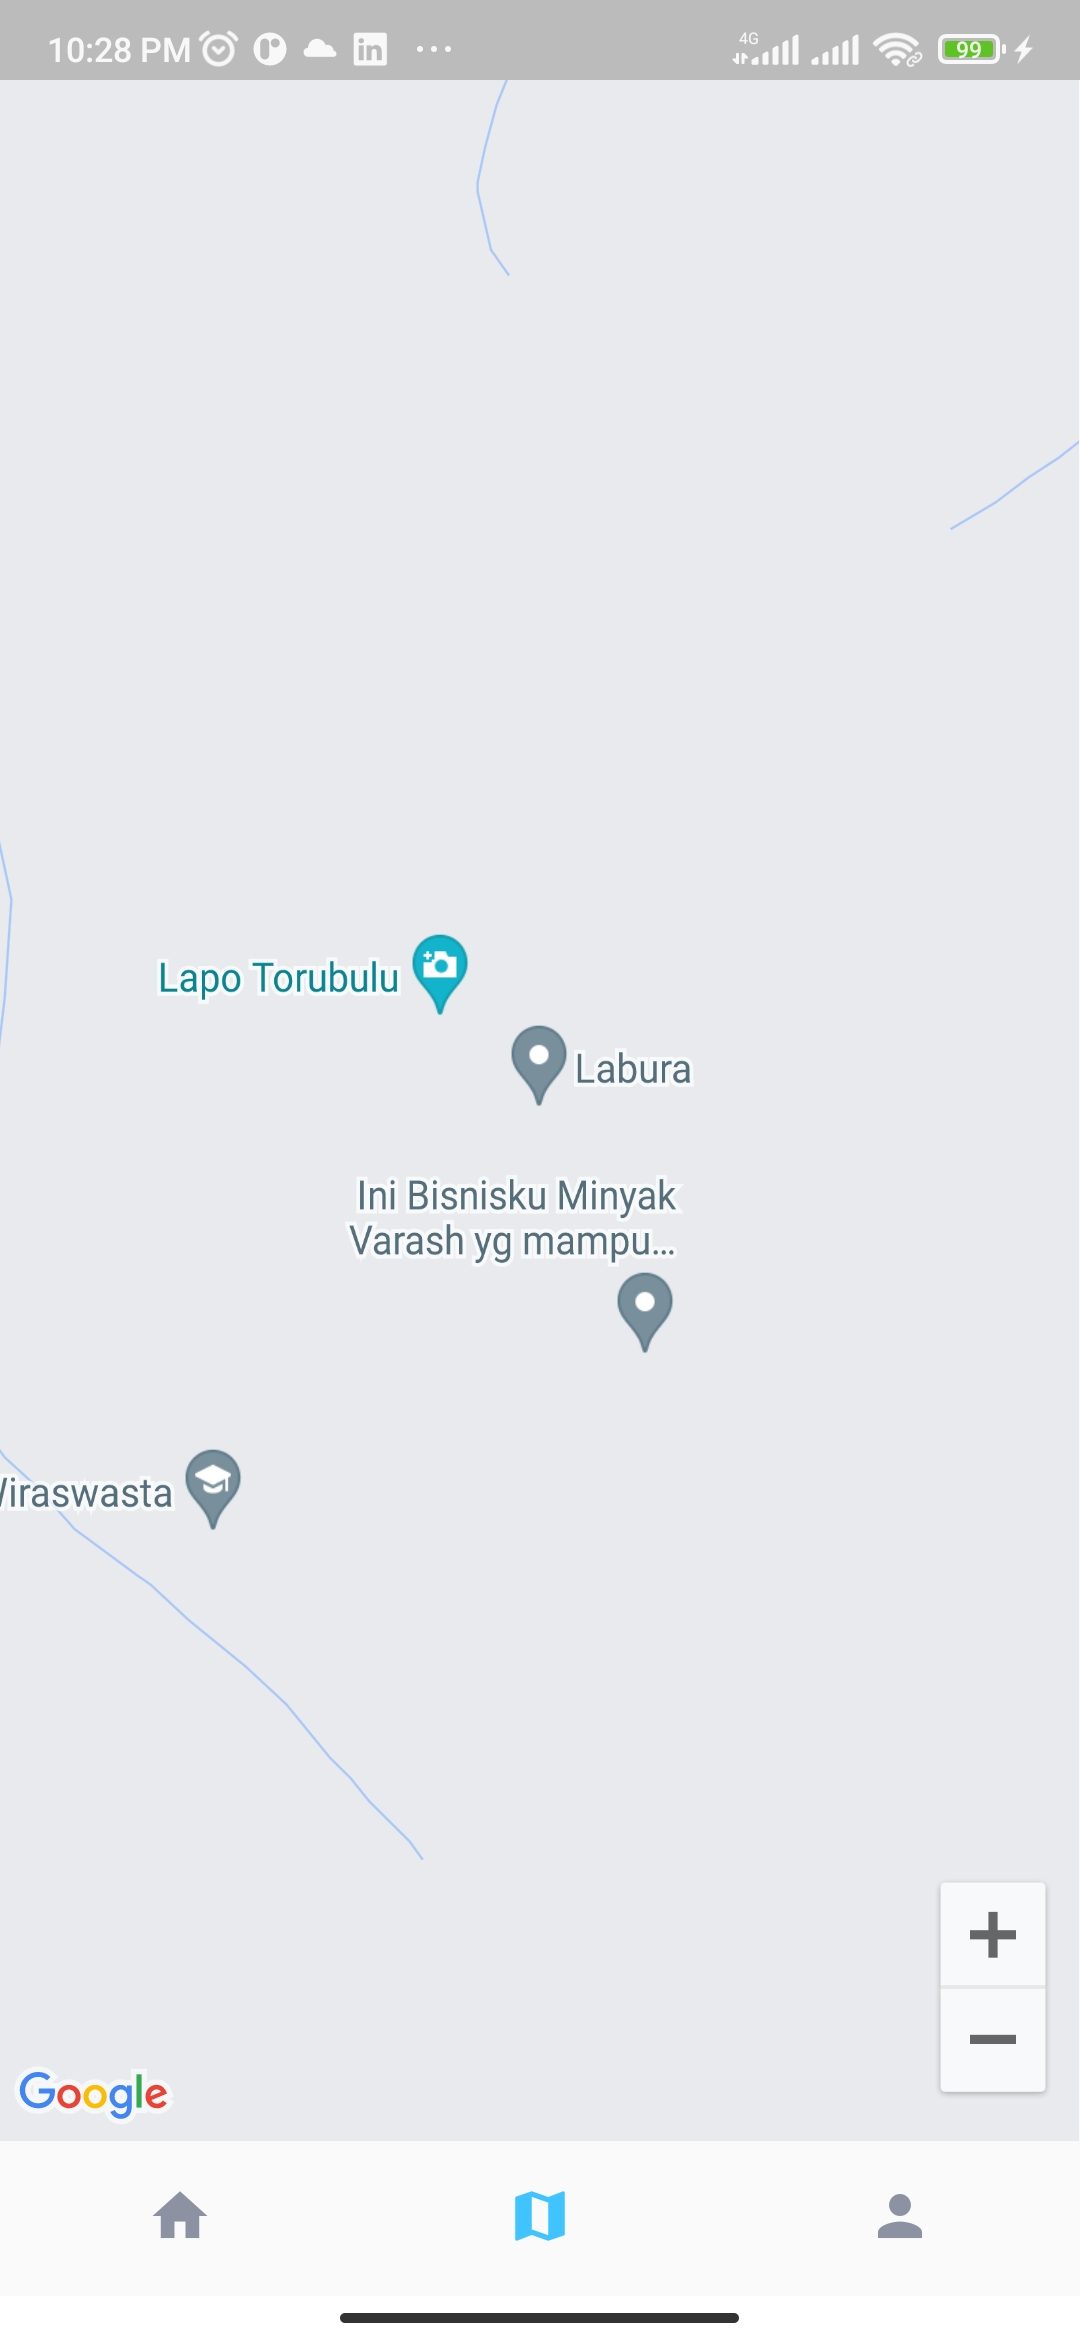 10:28 PM
4G
99
Lapo Torubulu
Labura
Ini Bisnisku Minyak
Varash yg mampu...
iraswasta
Google